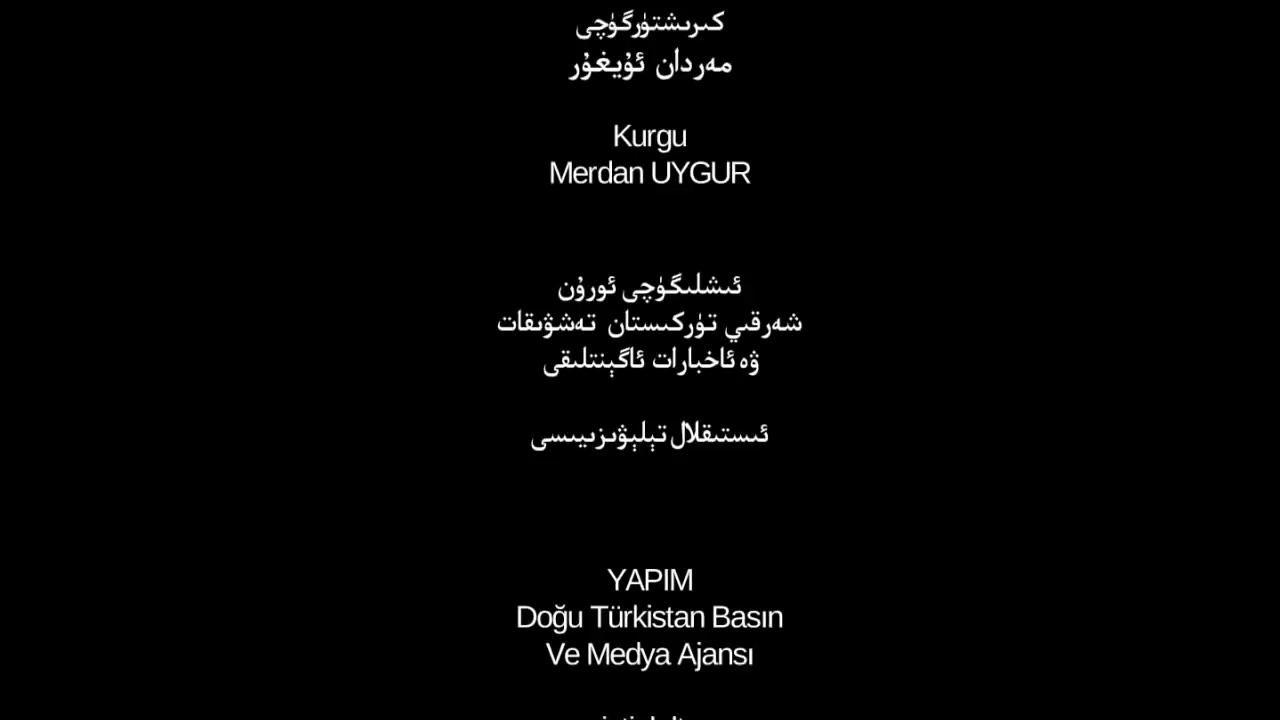 كىرىشتۈرگۈچى
مەردان ئۇيغۇر
Kurgu
Merdan UYGUR
ئىشلىگۈچى ئورۇن
شەرقىي تۈركىستان تەشۋىقات
ۋە ئاخبارات ئاگېنتلىقى
ئىستىقلال تېلېۋىزىيىسى
YAPIM
Doğu Türkistan Basın
Ve Medya Ajansı